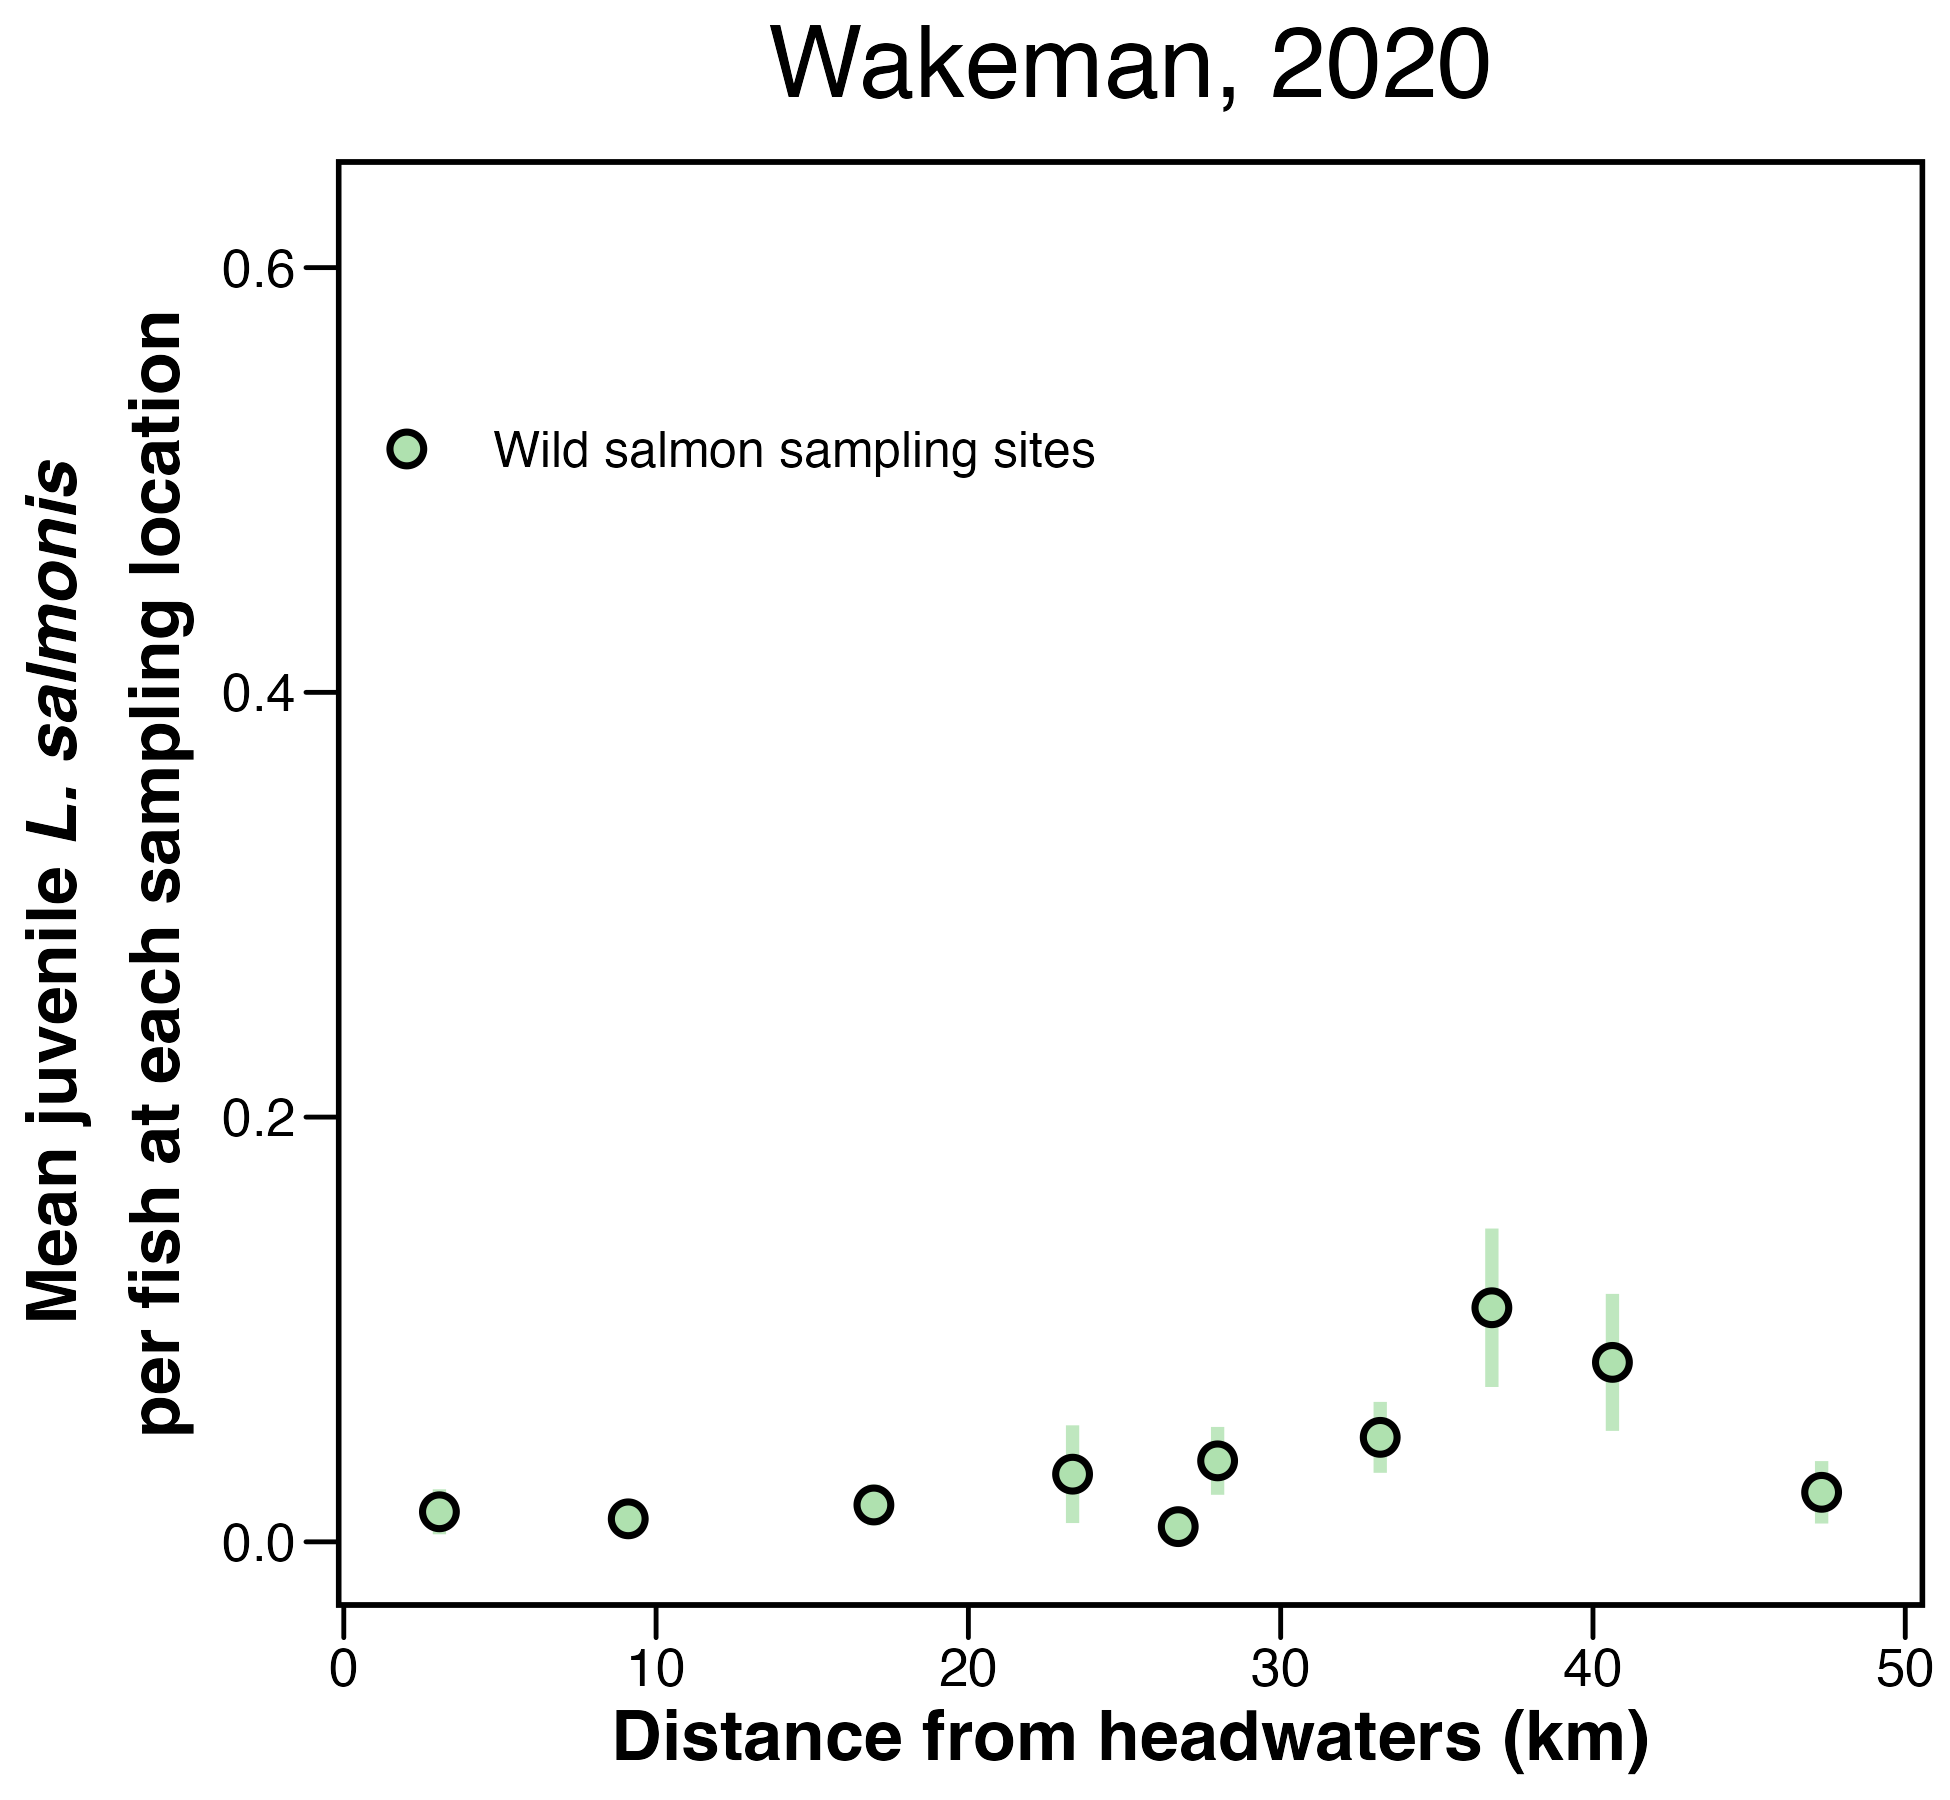 Wakeman, 2020
Mean juvenile L. salmonis
per fish at each sampling location
0.6
0.4
0.2
0.0
Wild salmon sampling sites
0 10 20 30 40 50
Distance from headwaters (km)